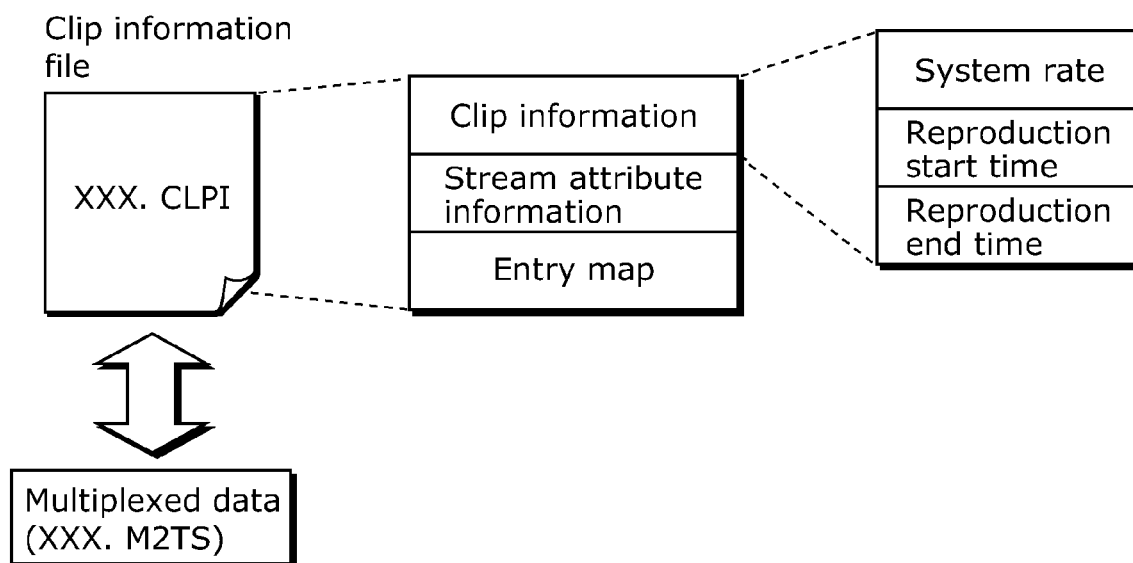 Clip information
file
XXX. CLPI
Multiplexed data
(XXX. M2TS)
Clip information
Stream attribute
information
Entry map
System rate
Reproduction
start time
Reproduction
end time